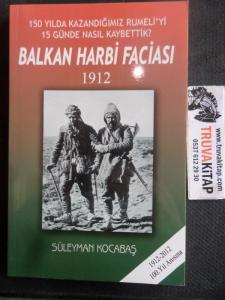 150 YILDA KAZANDIĞIMIZ RUMELİ'Yİ
15 GÜNDE NASIL KAYBETTİK?
BALKAN HARBİ FACİASI
1912
SÜLEYMAN KOCABAŞ
1912-2012
100. Yıl Anısına
TRUVAKİTAP
www.truvakitap.com
0537 612 29 30